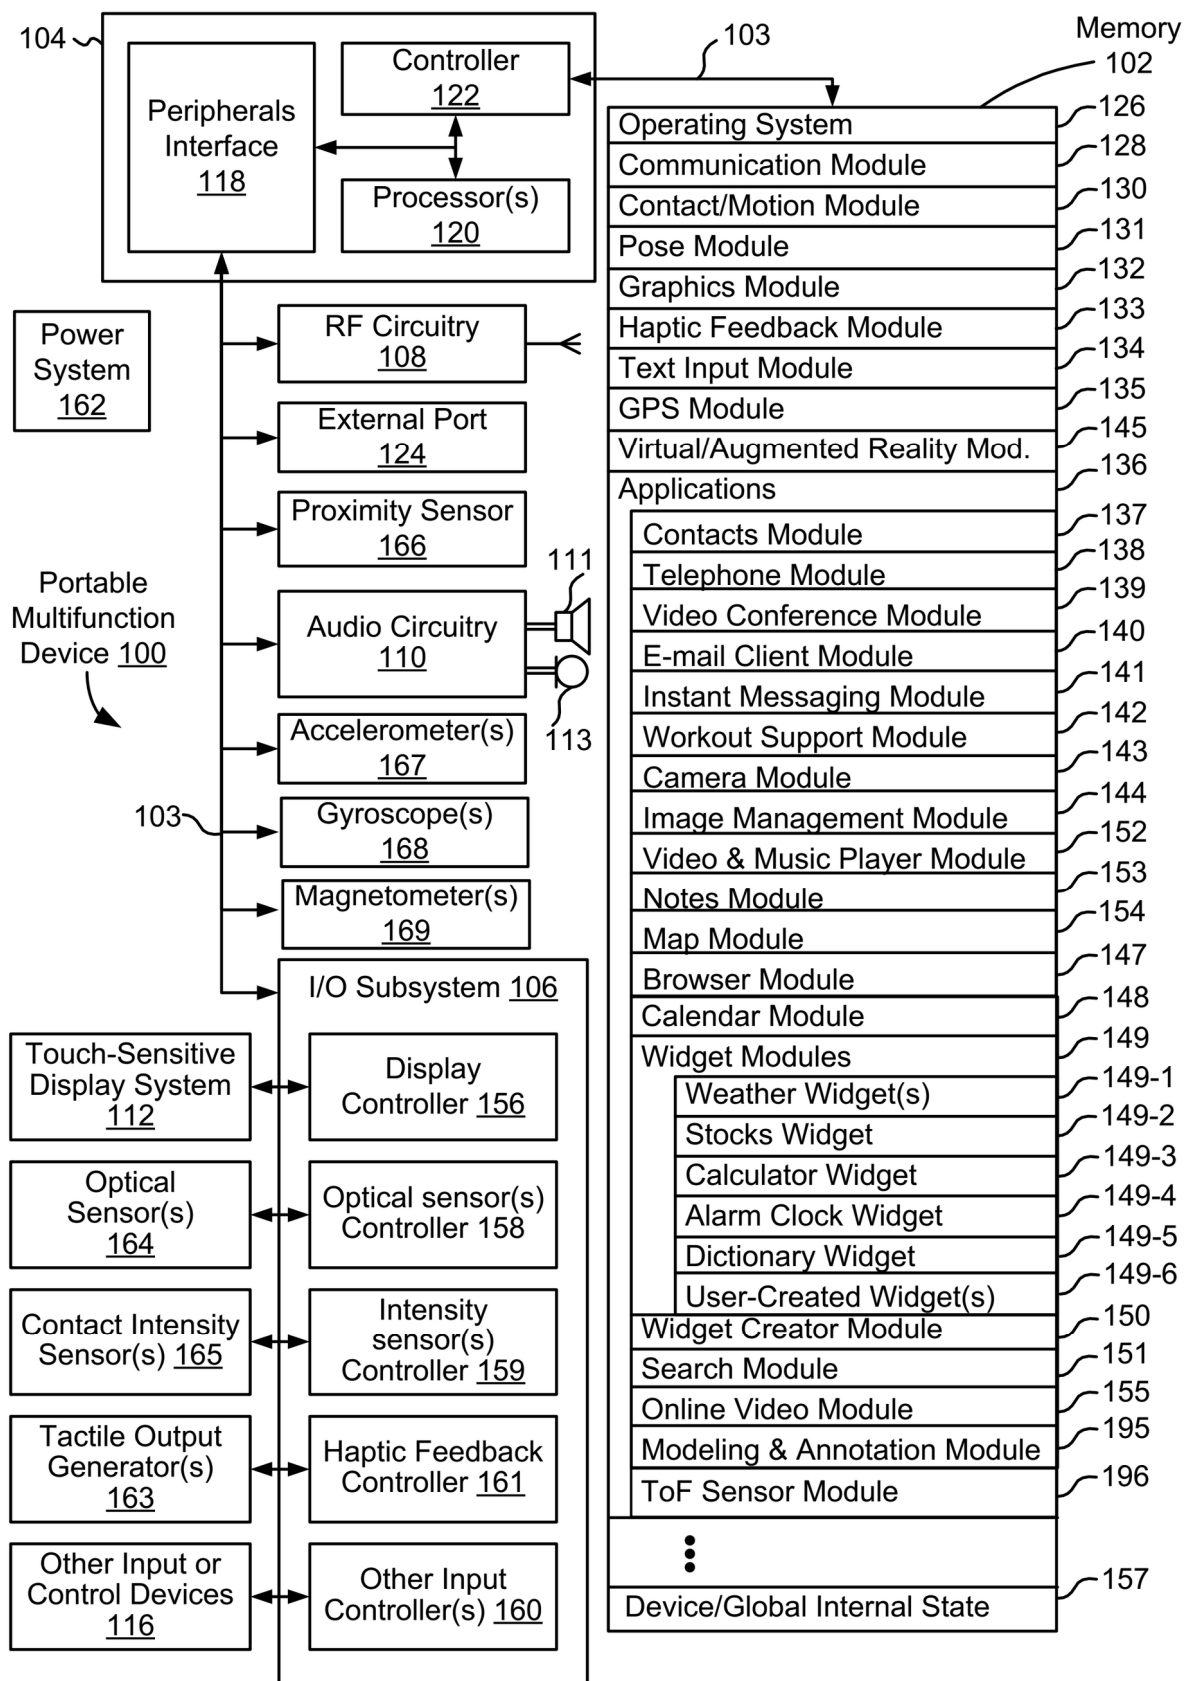 104
Peripherals
Interface
118
Controller
122
Processor(s)
120
103
Memory
102
Power
System
162
RF Circuitry
108
External Port
124
Proximity Sensor
166
Portable
Multifunction
Device 100
Audio Circuitry
110
111
113
Accelerometer(s)
167
103
Gyroscope(s)
168
Magnetometer(s)
169
I/O Subsystem 106
Touch-Sensitive
Display System
112
Display
Controller 156
Optical
Sensor(s)
164
Optical sensor(s)
Controller 158
Contact Intensity
Sensor(s) 165
Intensity
sensor(s)
Controller 159
Tactile Output
Generator(s)
163
Haptic Feedback
Controller 161
Other Input or
Control Devices
116
Other Input
Controller(s) 160
Operating System 126
Communication Module 128
Contact/Motion Module 130
Pose Module 131
Graphics Module 132
Haptic Feedback Module 133
Text Input Module 134
GPS Module 135
Virtual/Augmented Reality Mod. 145
Applications 136
Contacts Module 137
Telephone Module 138
Video Conference Module 139
E-mail Client Module 140
Instant Messaging Module 141
Workout Support Module 142
Camera Module 143
Image Management Module 144
Video & Music Player Module 152
Notes Module 153
Map Module 154
Browser Module 147
Calendar Module 148
Widget Modules 149
Weather Widget(s) 149-1
Stocks Widget 149-2
Calculator Widget 149-3
Alarm Clock Widget 149-4
Dictionary Widget 149-5
User-Created Widget(s) 149-6
Widget Creator Module 150
Search Module 151
Online Video Module 155
Modeling & Annotation Module 195
ToF Sensor Module 196
Device/Global Internal State 157